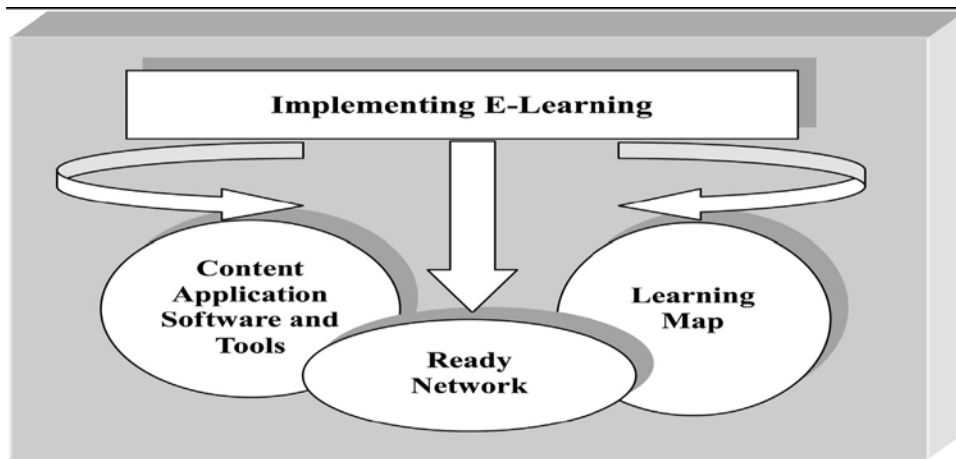 Implementing E-Learning
Content
Application
Software and
Tools
Ready
Network
Learning
Map